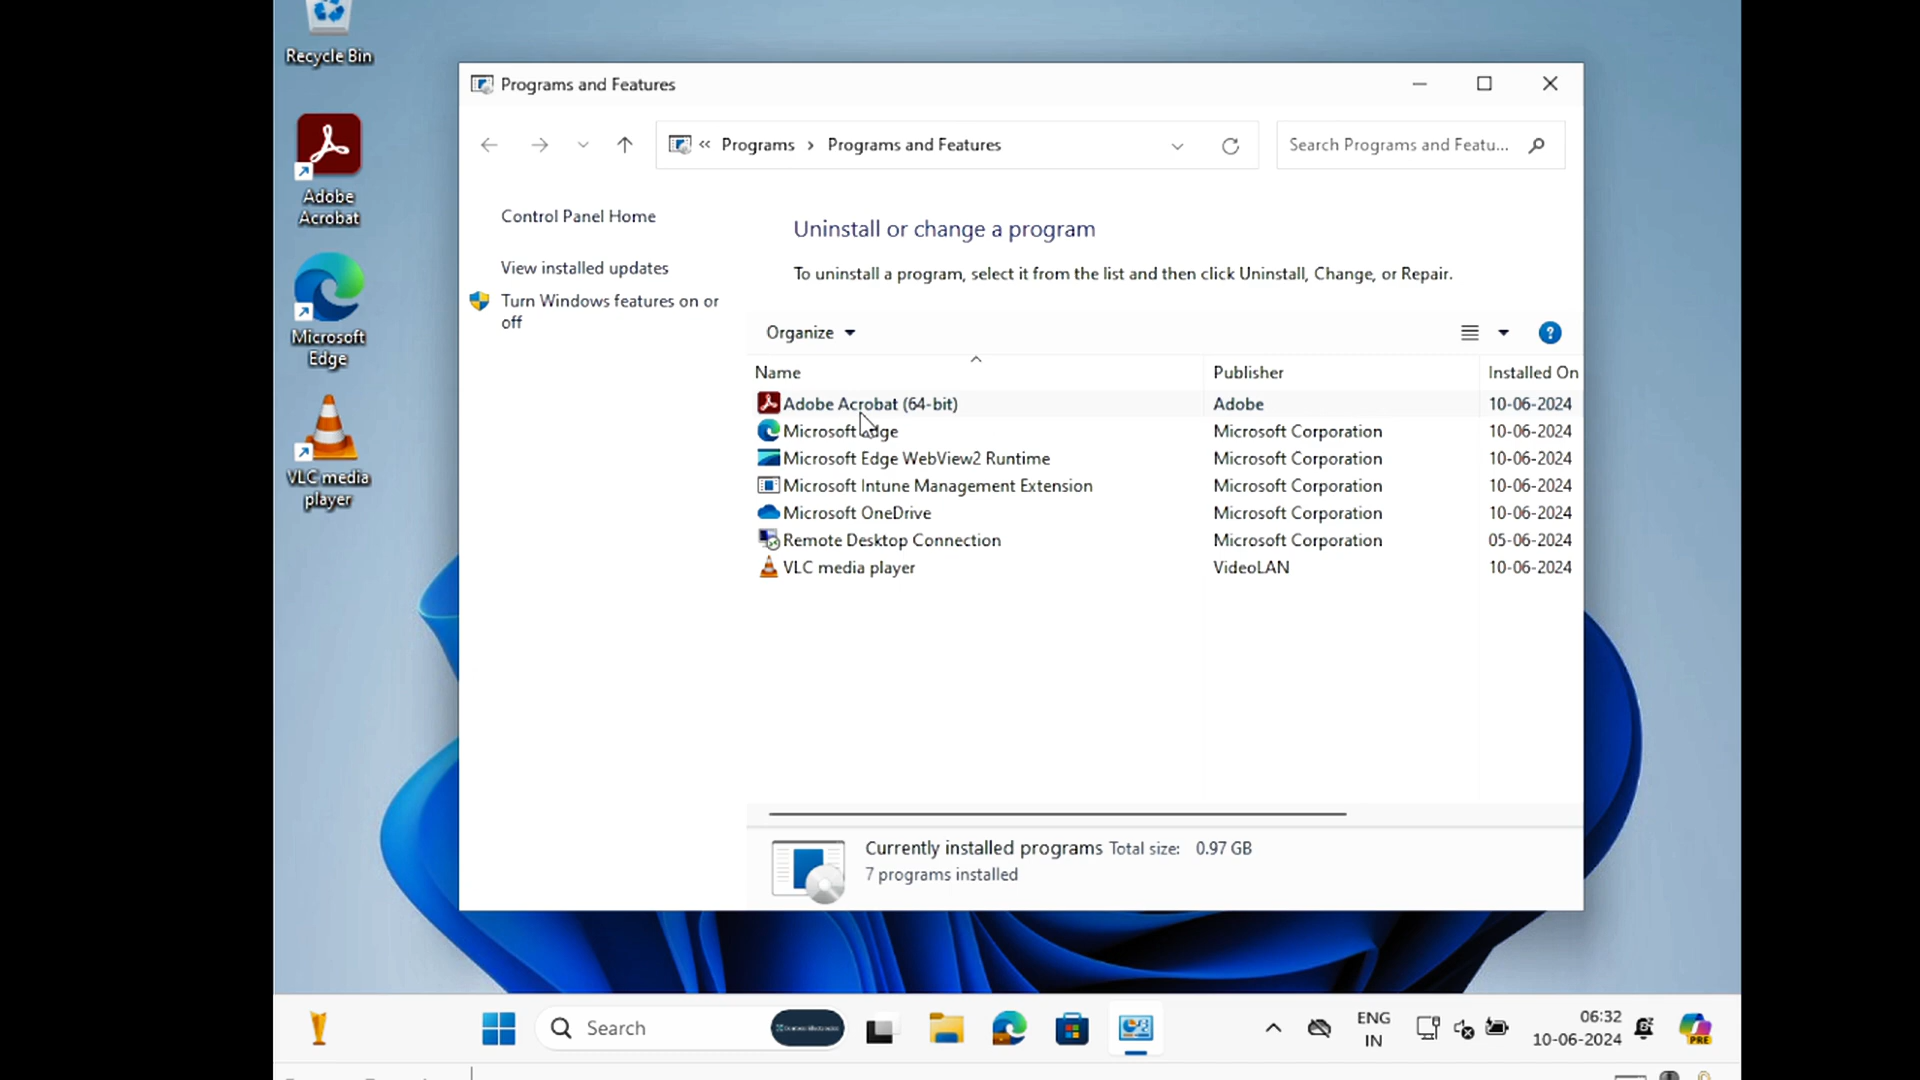 Recycle Bin
Adobe
Acrobat
Microsoft
Edge
VLC media
player
Programs and Features
« Programs > Programs and Features
Search Programs and Featu...
Control Panel Home
View installed updates
Turn Windows features on or
off
Uninstall or change a program
To uninstall a program, select it from the list and then click Uninstall, Change, or Repair.
Organize
Name Publisher Installed On
Adobe Acrobat (64-bit) Adobe 10-06-2024
Microsoft Edge Microsoft Corporation 10-06-2024
Microsoft Edge WebView2 Runtime Microsoft Corporation 10-06-2024
Microsoft Intune Management Extension Microsoft Corporation 10-06-2024
Microsoft OneDrive Microsoft Corporation 10-06-2024
Remote Desktop Connection Microsoft Corporation 05-06-2024
VLC media player VideoLAN 10-06-2024
Currently installed programs Total size: 0.97 GB
7 programs installed
Search
ENG
IN
06:32
10-06-2024
PRE